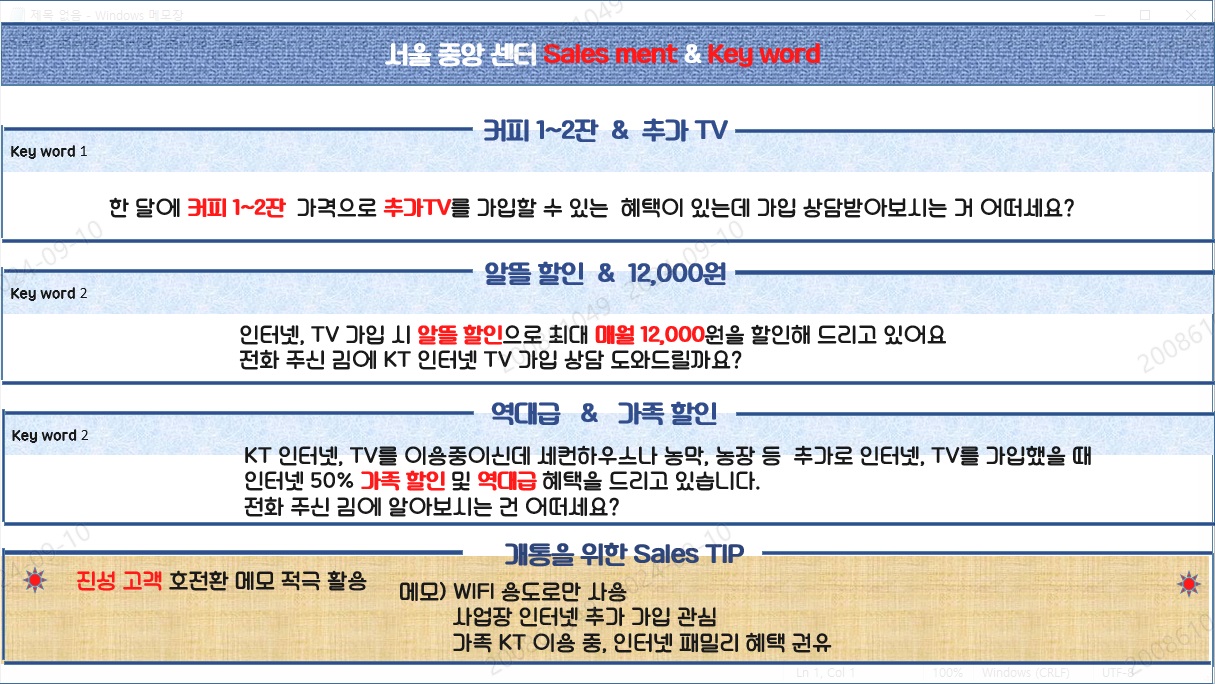 제목 없음 - Windows 메모장
서울 중앙 센터 Sales ment & Key word
커피 1~2잔 & 추가 TV
Key word 1
한 달에 커피 1~2잔 가격으로 추가TV를 가입할 수 있는 혜택이 있는데 가입 상담받아보시는 거 어떠세요?
알뜰 할인 & 12,000원
Key word 2
인터넷, TV 가입 시 알뜰 할인으로 최대 매월 12,000원을 할인해 드리고 있어요
전화 주신 김에 KT 인터넷 TV 가입 상담 도와드릴까요?
역대급 & 가족 할인
Key word 2
KT 인터넷, TV를 이용중이신데 세컨하우스나 농막, 농장 등 추가로 인터넷, TV를 가입했을 때
인터넷 50% 가족 할인 및 역대급 혜택을 드리고 있습니다.
전화 주신 김에 알아보시는 건 어떠세요?
개통을 위한 Sales TIP
진성 고객 호전환 메모 적극 활용
메모) WIFI 용도로만 사용
사업장 인터넷 추가 가입 관심
가족 KT 이용 중, 인터넷 패밀리 혜택 권유
Ln 1, Col 1 100% Windows (CRLF) UTF-8